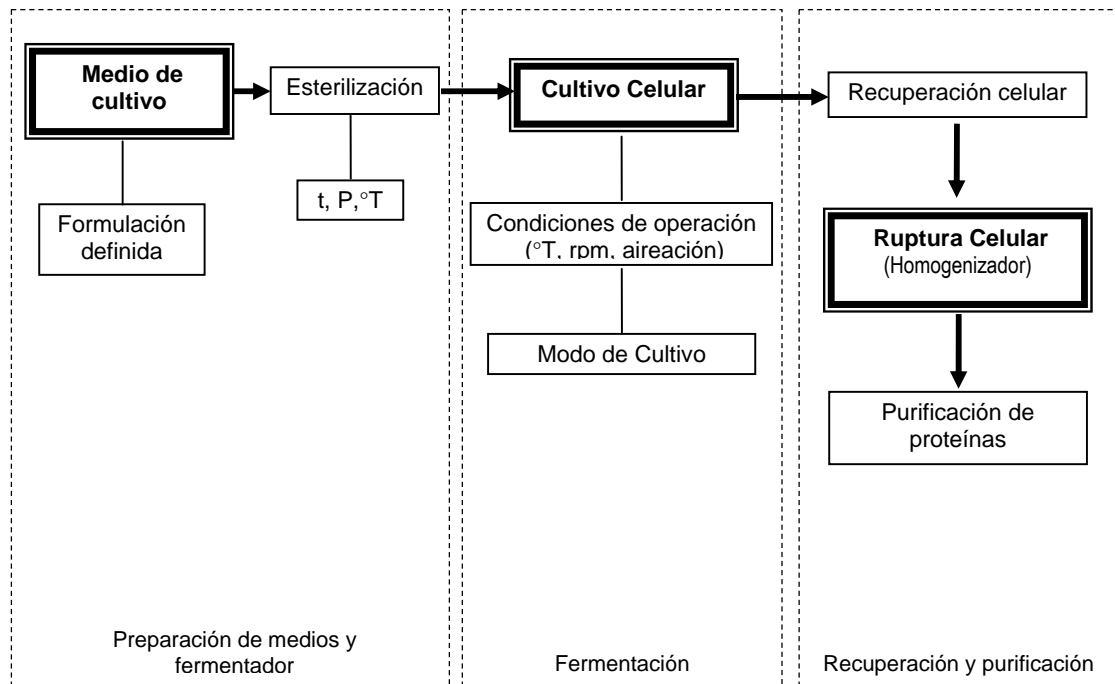 Medio de
cultivo
Esterilización
t, P,°T
Formulación
definida
Preparación de medios y
fermentador
Cultivo Celular
Condiciones de operación
(°T, rpm, aireación)
Modo de Cultivo
Fermentación
Recuperación celular
Ruptura Celular
(Homogenizador)
Purificación de
proteínas
Recuperación y purificación